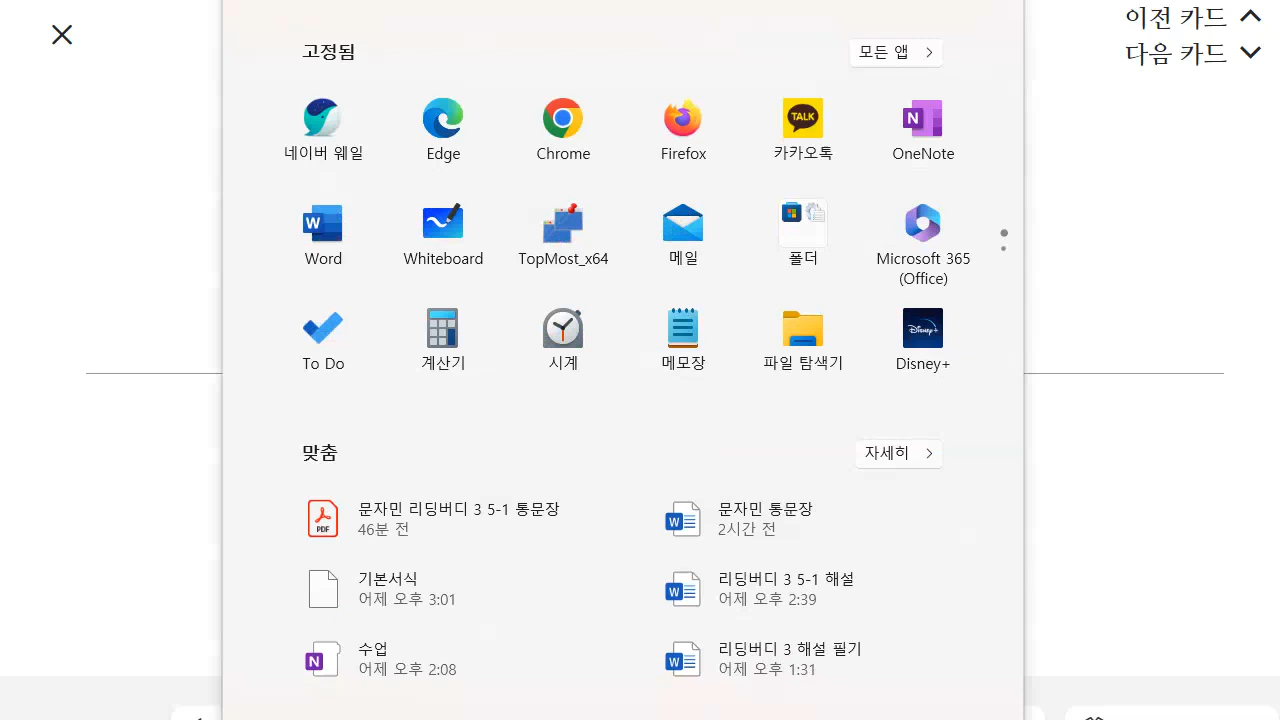 이전 카드
다음 카드
고정됨
모든 앱
네이버 웨일
Edge
Chrome
TALK
Firefox
카카오톡
N
OneNote
W
Word
Whiteboard
TopMost_x64
메일
폴더
Microsoft 365
(Office)
To Do
계산기
시계
메모장
파일 탐색기
Disney+
Disney+
맞춤
자세히
PDF
문자민 리딩버디 3 5-1 통문장
46분 전
W
문자민 통문장
2시간 전
기본서식
어제 오후 3:01
W
리딩버디 3 5-1 해설
어제 오후 2:39
N
수업
어제 오후 2:08
W
리딩버디 3 해설 필기
어제 오후 1:31